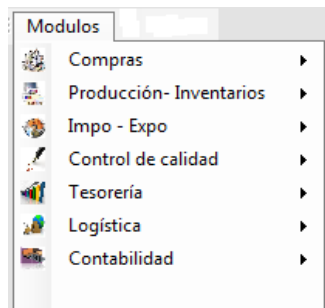 Modulos
Compras
Producción- Inventarios
Impo - Expo
Control de calidad
Tesorería
Logística
Contabilidad